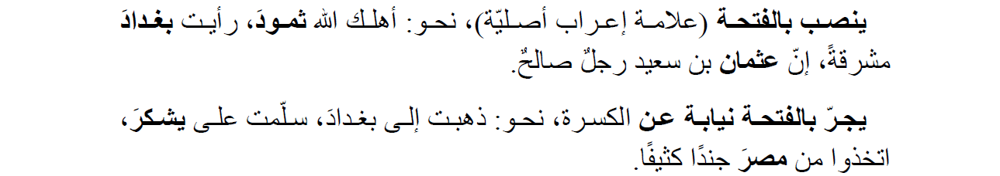 ينصب بالفتحة (علامة إعراب أصليّة)، نحو: أهلك الله ثمودَ، رأيت بغدادَ
مشرقةً، إنّ عثمان بن سعيد رجلٌ صالحٌ.
يجرّ بالفتحة نيابة عن الكسرة، نحو: ذهبت إلى بغدادَ، سلّمت على يشكرَ،
اتخذوا من مصرَ جندًا كثيفًا.